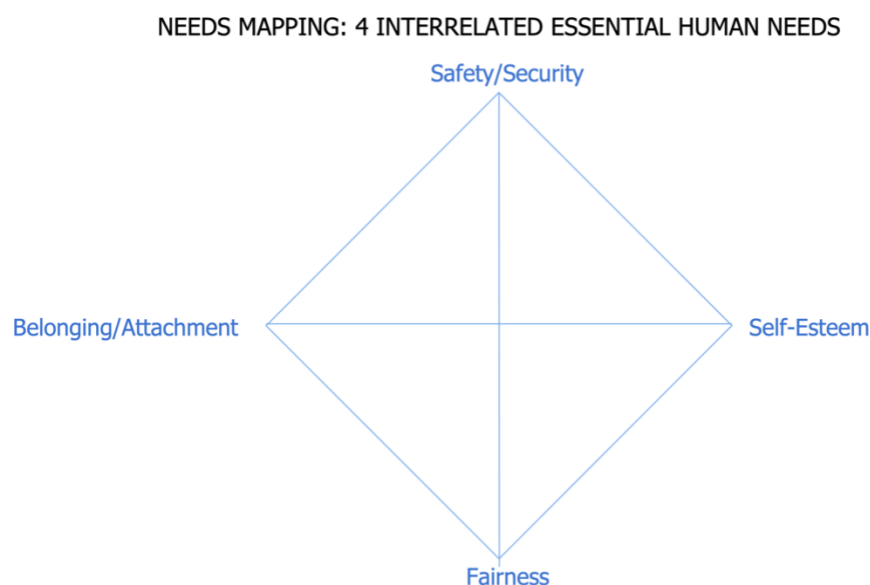 NEEDS MAPPING: 4 INTERRELATED ESSENTIAL HUMAN NEEDS
Safety/Security
Belonging/Attachment
Self-Esteem
Fairness